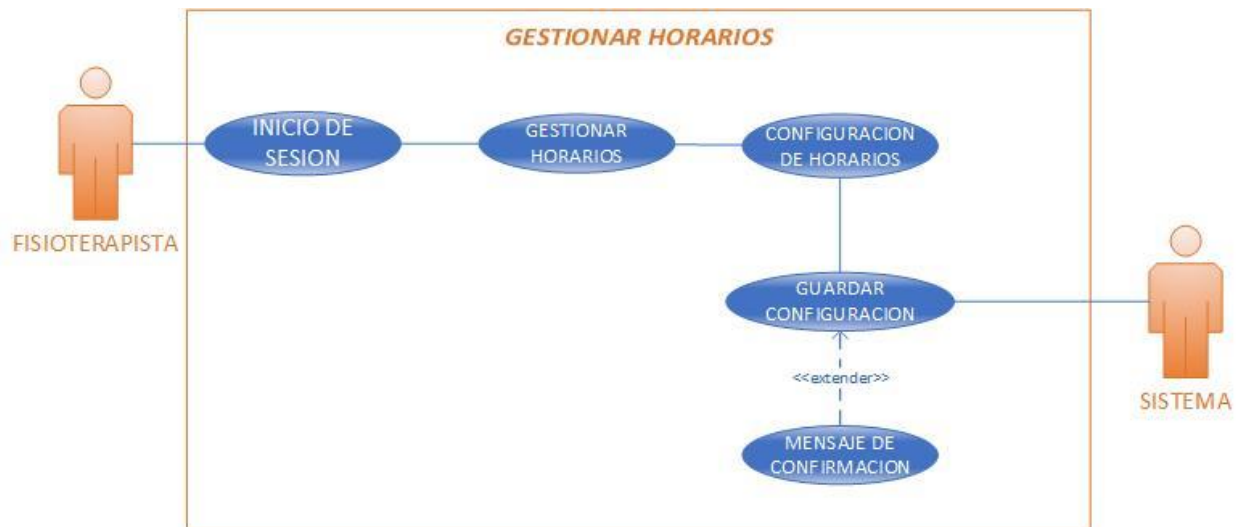 GESTIONAR HORARIOS
INICIO DE
SESION
GESTIONAR
HORARIOS
CONFIGURACION
DE HORARIOS
FISIOTERAPISTA
GUARDAR
CONFIGURACION
<<extender>>
SISTEMA
MENSAJE DE
CONFIRMACION